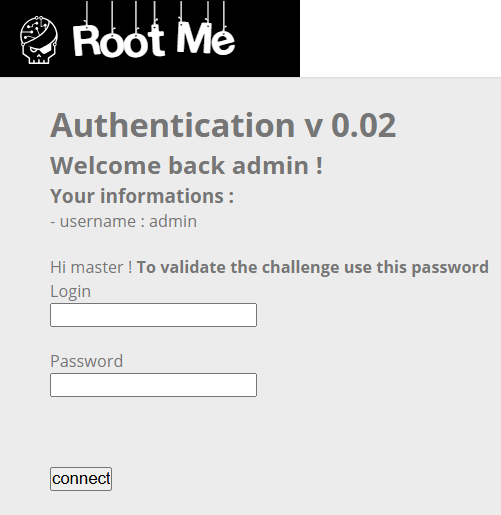 Root Me
Authentication v 0.02
Welcome back admin !
Your informations :
- username : admin
Hi master ! To validate the challenge use this password
Login
Password
connect